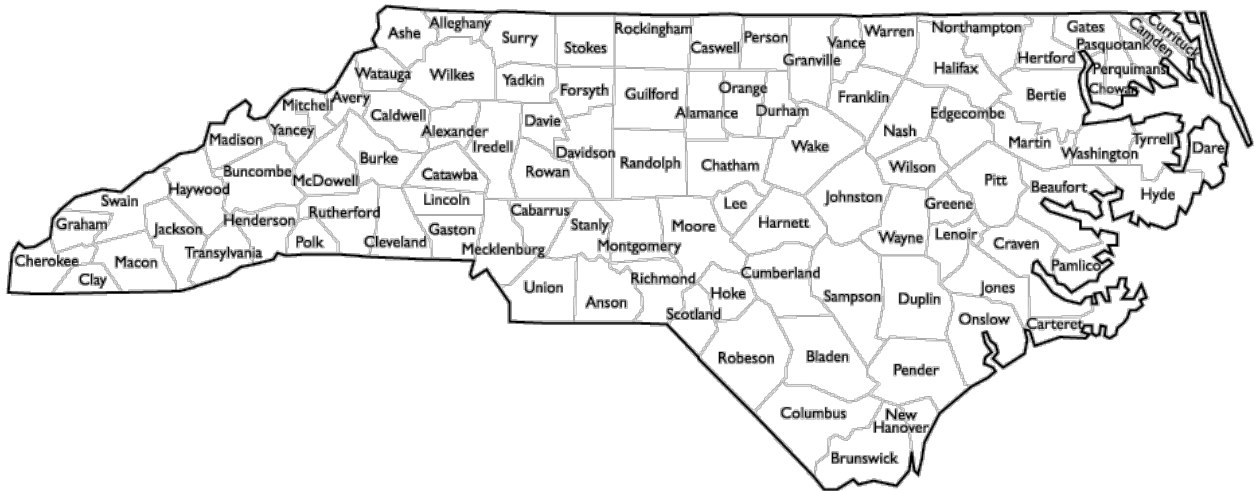 Ashe
Alleghany
Surry
Stokes
Rockingham
Caswell
Person
Granville
Vance
Warren
Northampton
Gates
Currituck
Camden
Pasquotank
Perquimans
Chowan
Hertford
Halifax
Bertie
Watauga
Wilkes
Yadkin
Forsyth
Guilford
Alamance
Orange
Durham
Franklin
Mitchell
Avery
Caldwell
Alexander
Iredell
Davie
Davidson
Randolph
Chatham
Wake
Nash
Edgecombe
Martin
Washington
Tyrrell
Dare
Madison
Yancey
Burke
Catawba
Rowan
Wilson
Pitt
Beaufort
Hyde
Buncombe
McDowell
Haywood
Swain
Graham
Jackson
Henderson
Rutherford
Lincoln
Cabarrus
Stanly
Montgomery
Moore
Lee
Harnett
Johnston
Greene
Wayne
Lenoir
Craven
Pamlico
Cherokee
Clay
Macon
Transylvania
Polk
Cleveland
Gaston
Mecklenburg
Union
Anson
Richmond
Scotland
Hoke
Cumberland
Sampson
Duplin
Jones
Onslow
Carteret
Robeson
Bladen
Pender
Columbus
New
Hanover
Brunswick